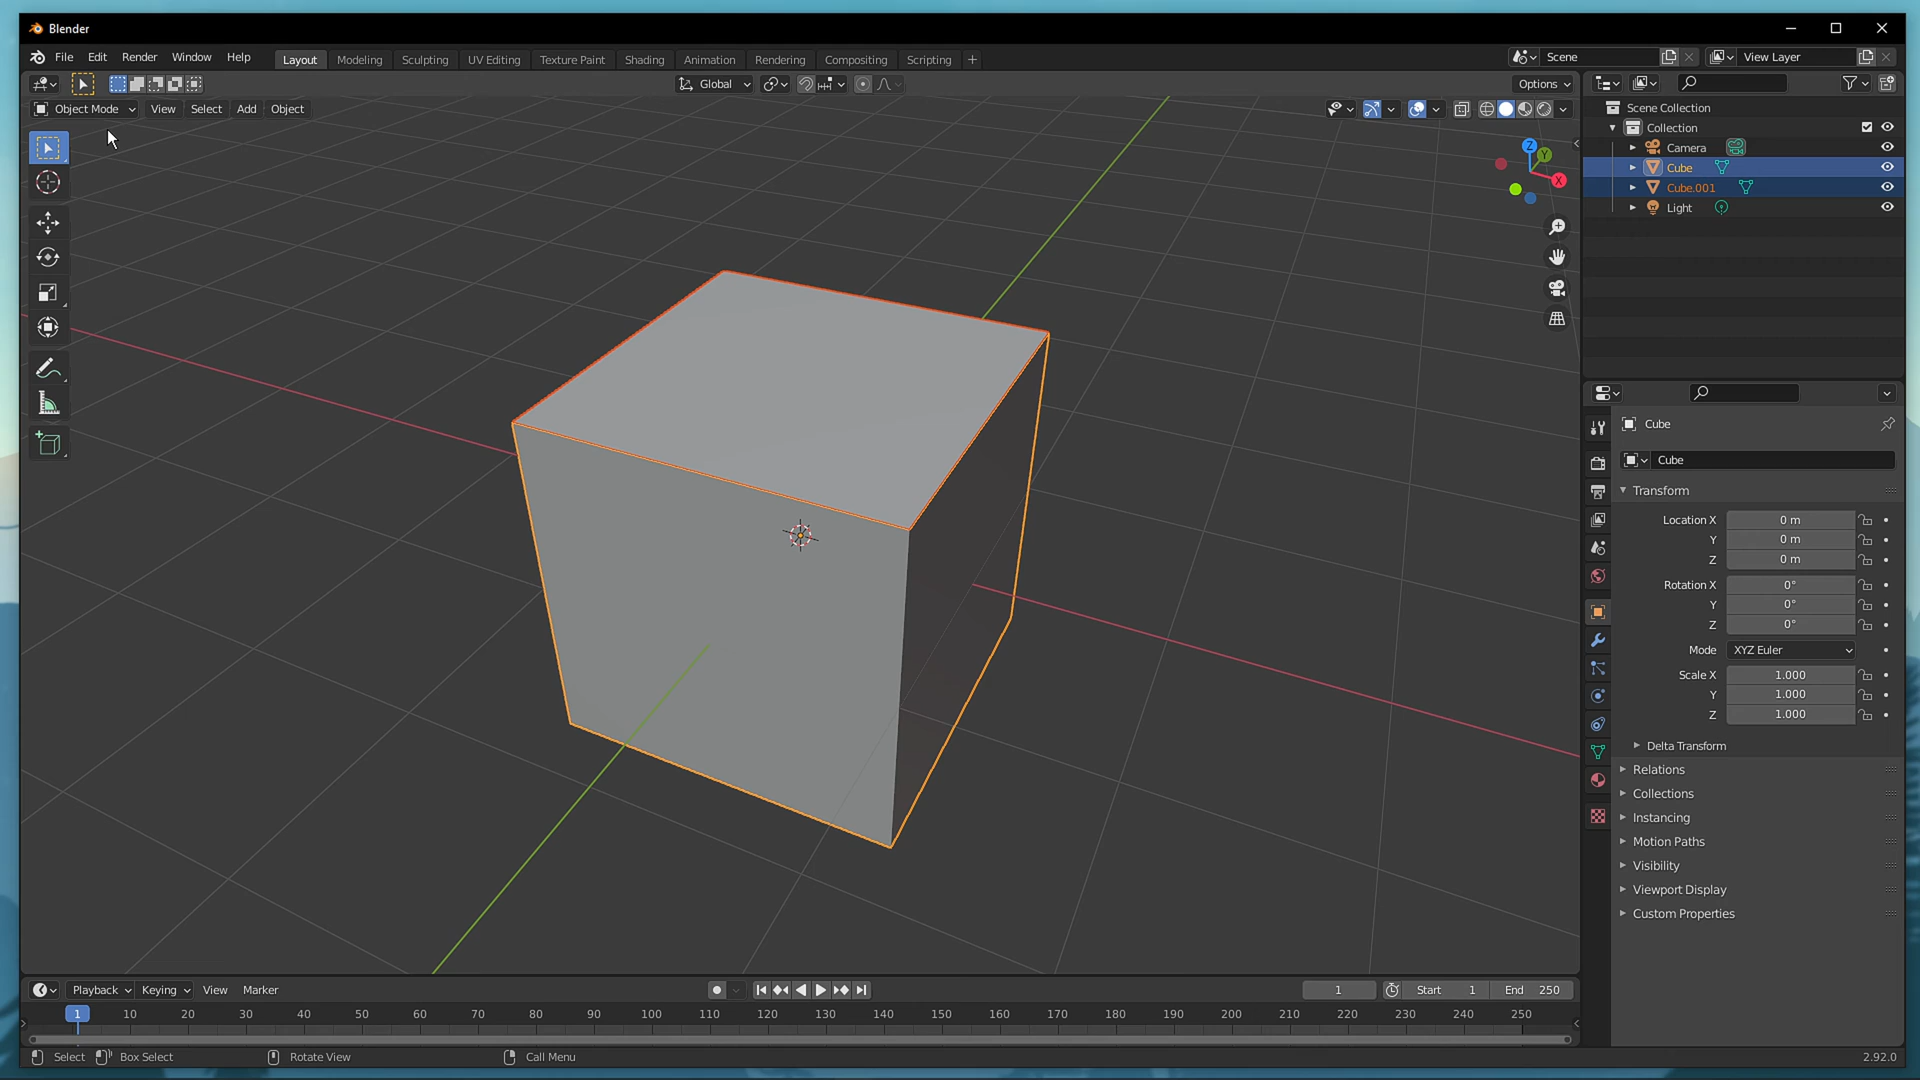 Blender
File Edit Render Window Help Layout Modeling Sculpting UV Editing Texture Paint Shading Animation Rendering Compositing Scripting + Scene View Layer
Global Options
Object Mode View Select Add Object
Z Y X
Scene Collection
Collection
Camera
Cube
Cube.001
Light
Cube
Cube
Transform
Location X 0 m
Y 0 m
Z 0 m
Rotation X 0°
Y 0°
Z 0°
Mode XYZ Euler
Scale X 1.000
Y 1.000
Z 1.000
Delta Transform
Relations
Collections
Instancing
Motion Paths
Visibility
Viewport Display
Custom Properties
Playback Keying View Marker 1 Start 1 End 250
1 10 20 30 40 50 60 70 80 90 100 110 120 130 140 150 160 170 180 190 200 210 220 230 240 250
Select Box Select Rotate View Call Menu 2.92.0